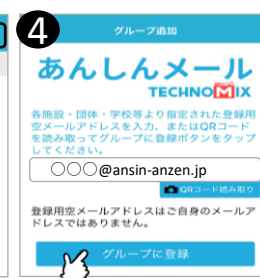 4
グループ追加
あんしんメール
TECHNOMIX
各施設・団体・学校等より指定された登録用
空メールアドレスを入力、またはQRコード
を読み取ってグループに登録ボタンをタップ
してください。
〇〇〇@ansin-anzen.jp
QRコード読み取り
登録用空メールアドレスはご自身のメールア
ドレスではありません。
グループに登録